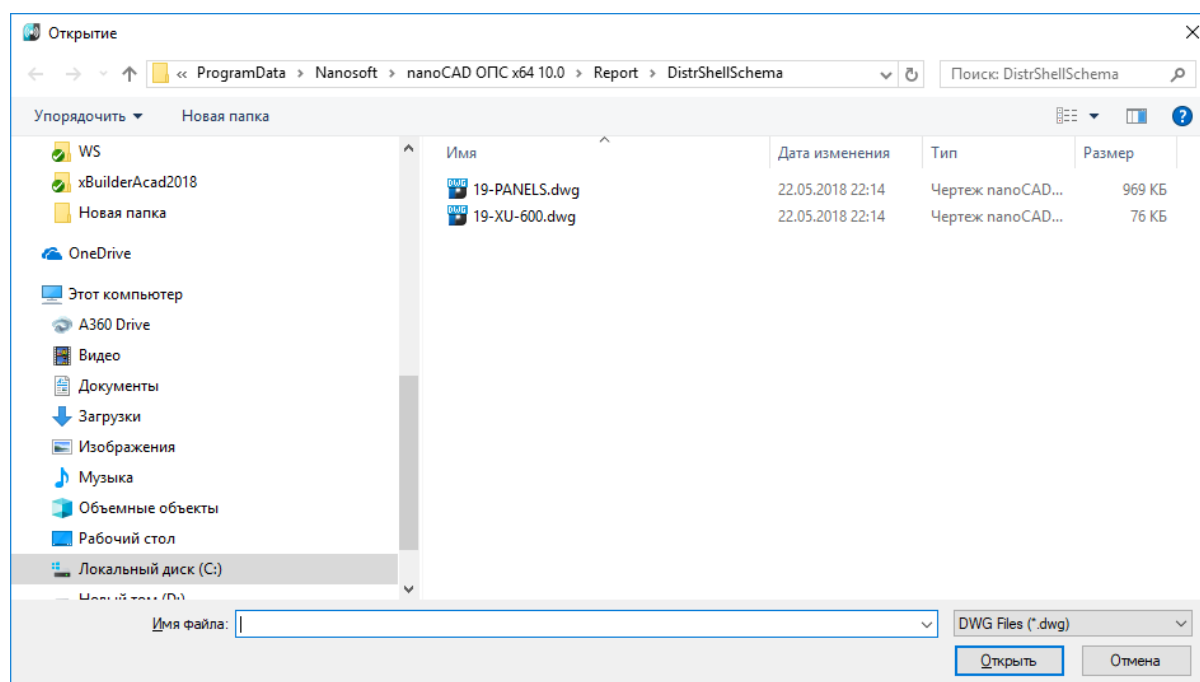 Открытие
« ProgramData › Nanosoft › nanoCAD ОПС x64 10.0 › Report › DistrShellSchema
Поиск: DistrShellSchema
Упорядочить Новая папка
WS
xBuilderAcad2018
Новая папка
OneDrive
Этот компьютер
A360 Drive
Видео
Документы
Загрузки
Изображения
Музыка
Объемные объекты
Рабочий стол
Локальный диск (C:)
Новый том (D:)
Имя Дата изменения Тип Размер
19-PANELS.dwg 22.05.2018 22:14 Чертеж nanoCAD... 969 КБ
19-XU-600.dwg 22.05.2018 22:14 Чертеж nanoCAD... 76 КБ
Имя файла: DWG Files (*.dwg)
Открыть Отмена